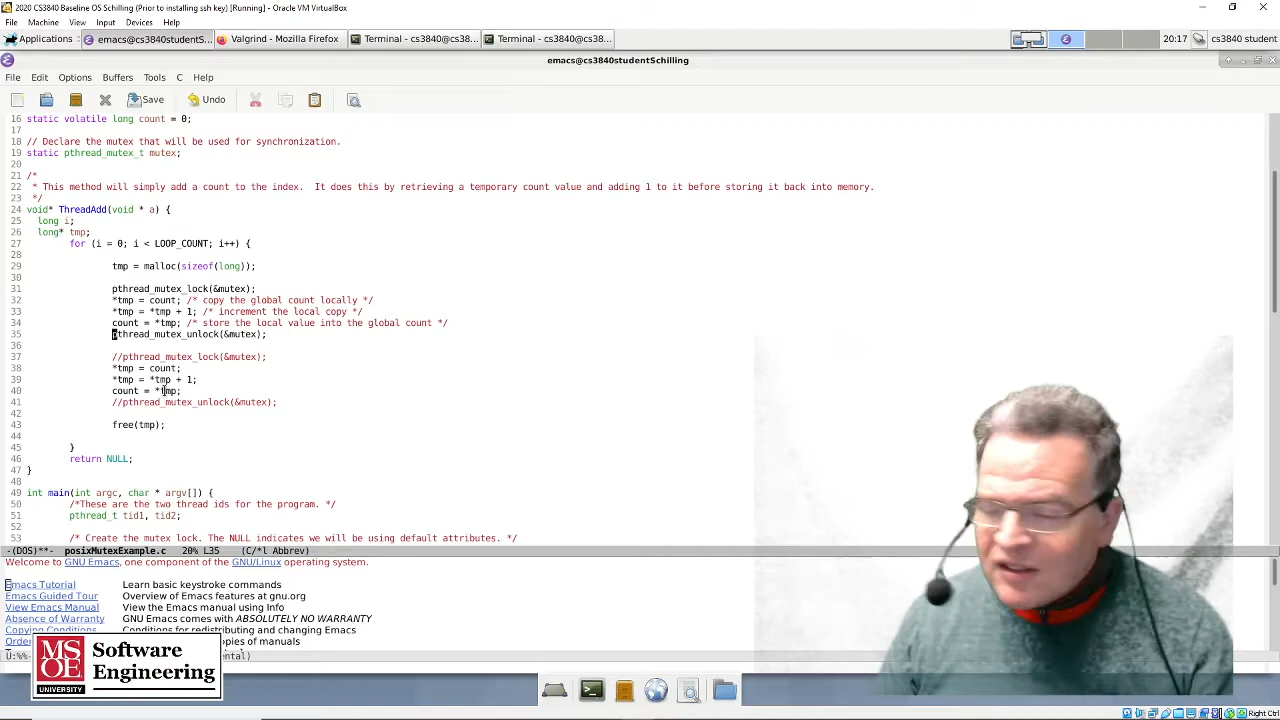 2020 CS3840 Baseline OS Schilling (Prior to installing ssh key) [Running] - Oracle VM VirtualBox
File Machine View Input Devices Help
Applications emacs@cs3840studentS... Valgrind - Mozilla Firefox Terminal - cs3840@cs38... Terminal - cs3840@cs38... 20:17 cs3840 student
emacs@cs3840studentSchilling
File Edit Options Buffers Tools C Help
Save Undo
16 static volatile long count = 0;
17
18 // Declare the mutex that will be used for synchronization.
19 static pthread_mutex_t mutex;
20
21 /*
22 * This method will simply add a count to the index. It does this by retrieving a temporary count value and adding 1 to it before storing it back into memory.
23 */
24 void* ThreadAdd(void * a) {
25 long i;
26 long* tmp;
27 for (i = 0; i < LOOP_COUNT; i++) {
28
29 tmp = malloc(sizeof(long));
30
31 pthread_mutex_lock(&mutex);
32 *tmp = count; /* copy the global count locally */
33 *tmp = *tmp + 1; /* increment the local copy */
34 count = *tmp; /* store the local value into the global count */
35 pthread_mutex_unlock(&mutex);
36
37 //pthread_mutex_lock(&mutex);
38 *tmp = count;
39 *tmp = *tmp + 1;
40 count = *tmp;
41 //pthread_mutex_unlock(&mutex);
42
43 free(tmp);
44
45 }
46 return NULL;
47 }
48
49 int main(int argc, char * argv[]) {
50 /*These are the two thread ids for the program. */
51 pthread_t tid1, tid2;
52
53 /* Create the mutex lock. The NULL indicates we will be using default attributes. */
-(DOS)**- posixMutexExample.c 20% L35 (C/*l Abbrev)
Welcome to GNU Emacs, one component of the GNU/Linux operating system.
Emacs Tutorial Learn basic keystroke commands
Emacs Guided Tour Overview of Emacs features at gnu.org
View Emacs Manual View the Emacs manual using Info
Absence of Warranty GNU Emacs comes with ABSOLUTELY NO WARRANTY
Copying Conditions Conditions for redistributing and changing Emacs
copies of manuals
MSOE
UNIVERSITY
Software
Engineering
Right Ctrl